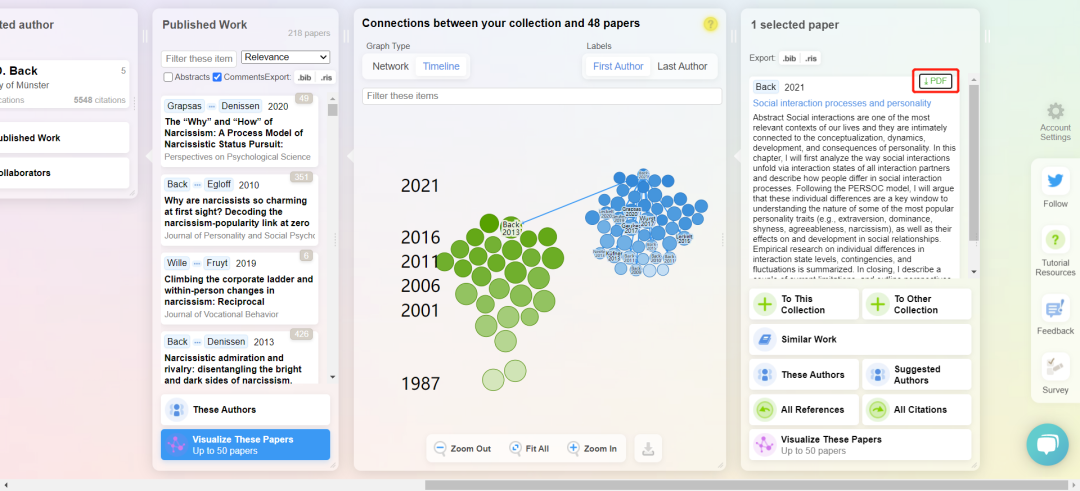 ted author
D. Back
5
y of Münster
cations
5548 citations
ublished Work
ollaborators
Published Work
218 papers
Filter these item
Relevance
Abstracts
Comments
Export:
.bib
.ris
49
Grapsas ... Denissen 2020
The “Why” and “How” of
Narcissism: A Process Model of
Narcissistic Status Pursuit:
Perspectives on Psychological Science
351
Back ... Egloff 2010
Why are narcissists so charming
at first sight? Decoding the
narcissism-popularity link at zero
Journal of Personality and Social Psycho
6
Wille ... Fruyt 2019
Climbing the corporate ladder and
within-person changes in
narcissism: Reciprocal
Journal of Vocational Behavior
426
Back ... Denissen 2013
Narcissistic admiration and
rivalry: disentangling the bright
and dark sides of narcissism.
These Authors
Visualize These Papers
Up to 50 papers
Connections between your collection and 48 papers
?
Graph Type
Network
Timeline
Labels
First Author
Last Author
Filter these items
2021
2016
2011
2006
2001
1987
Back
2013
Grapsas
2020
Zoom Out
Fit All
Zoom In
1 selected paper
Export:
.bib
.ris
Back 2021
↓PDF
Social interaction processes and personality
Abstract Social interactions are one of the most
relevant contexts of our lives and they are intimately
connected to the conceptualization, dynamics,
development, and consequences of personality. In this
chapter, I will first analyze the way social interactions
unfold via interaction states of all interaction partners
and describe how people differ in social interaction
processes. Following the PERSOC model, I will argue
that these individual differences are a key window to
understanding the nature of some of the most popular
personality traits (e.g., extraversion, dominance,
shyness, agreeableness, narcissism), as well as their
effects on and development in social relationships.
Empirical research on individual differences in
interaction state levels, contingencies, and
fluctuations is summarized. In closing, I describe a
To This
Collection
To Other
Collection
Similar Work
These Authors
Suggested
Authors
All References
All Citations
Visualize These Papers
Up to 50 papers
Account
Settings
Follow
?
Tutorial
Resources
Feedback
Survey